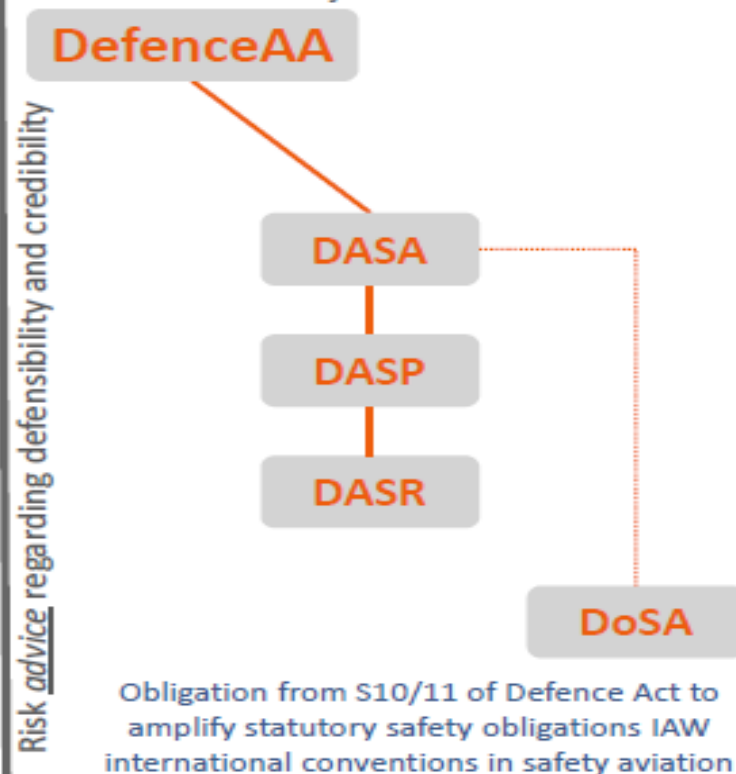 DefenceAA
Risk advice regarding defensibility and credibility
DASA
DASP
DASR
DoSA
Obligation from S10/11 of Defence Act to
amplify statutory safety obligations IAW
international conventions in safety aviation